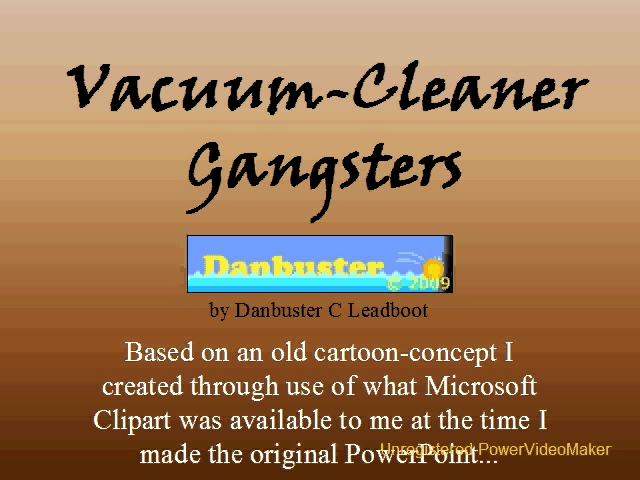 Vacuum-Cleaner
Gangsters
Danbuster
© 2009
by Danbuster C Leadboot
Based on an old cartoon-concept I
created through use of what Microsoft
Clipart was available to me at the time I
made the original PowerPoint...
Unregistered PowerVideoMaker